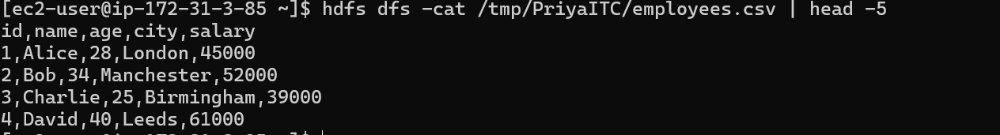 [ec2-user@ip-172-31-3-85 ~]$ hdfs dfs -cat /tmp/PriyaITC/employees.csv | head -5
id,name,age,city,salary
1,Alice,28,London,45000
2,Bob,34,Manchester,52000
3,Charlie,25,Birmingham,39000
4,David,40,Leeds,61000